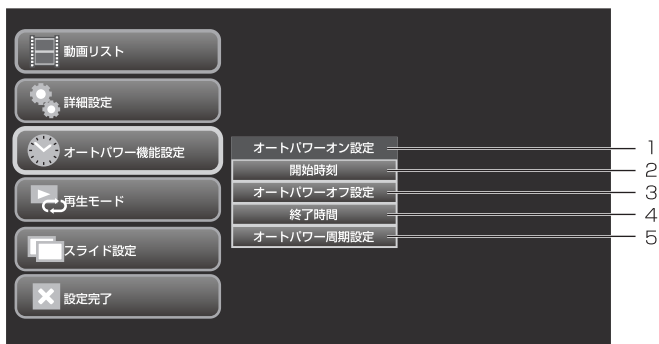 動画リスト
詳細設定
オートパワー機能設定
再生モード
スライド設定
設定完了
オートパワーオン設定 1
開始時刻 2
オートパワーオフ設定 3
終了時間 4
オートパワー周期設定 5